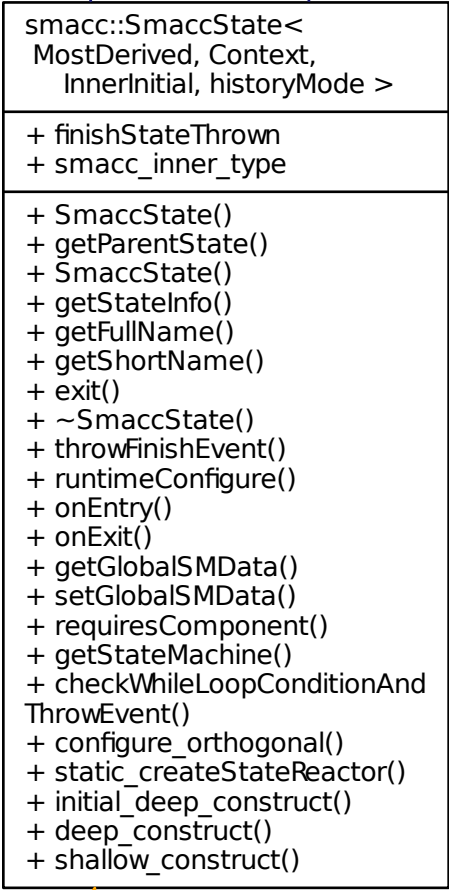 smacc::SmaccState<
MostDerived, Context,
InnerInitial, historyMode >
+ finishStateThrown
+ smacc_inner_type
+ SmaccState()
+ getParentState()
+ SmaccState()
+ getStateInfo()
+ getFullName()
+ getShortName()
+ exit()
+ ~SmaccState()
+ throwFinishEvent()
+ runtimeConfigure()
+ onEntry()
+ onExit()
+ getGlobalSMData()
+ setGlobalSMData()
+ requiresComponent()
+ getStateMachine()
+ checkWhileLoopConditionAnd
ThrowEvent()
+ configure_orthogonal()
+ static_createStateReactor()
+ initial_deep_construct()
+ deep_construct()
+ shallow_construct()